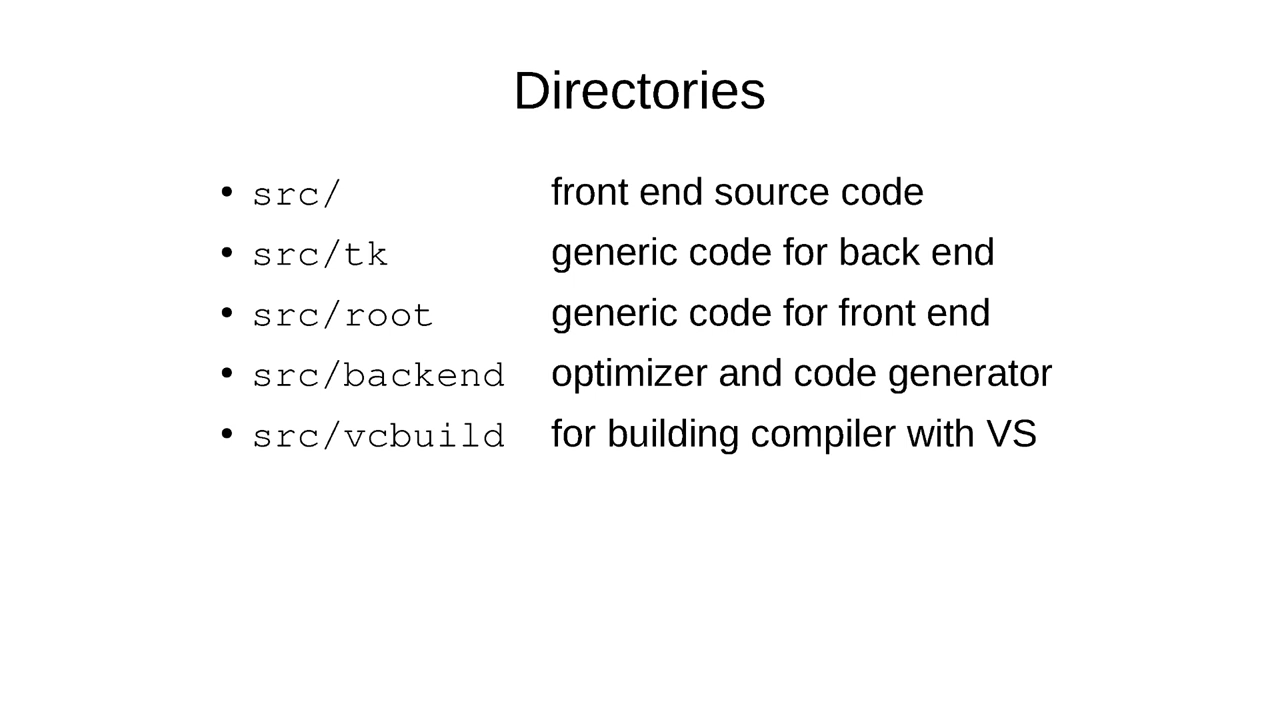 Directories
• src/ front end source code
• src/tk generic code for back end
• src/root generic code for front end
• src/backend optimizer and code generator
• src/vcbuild for building compiler with VS